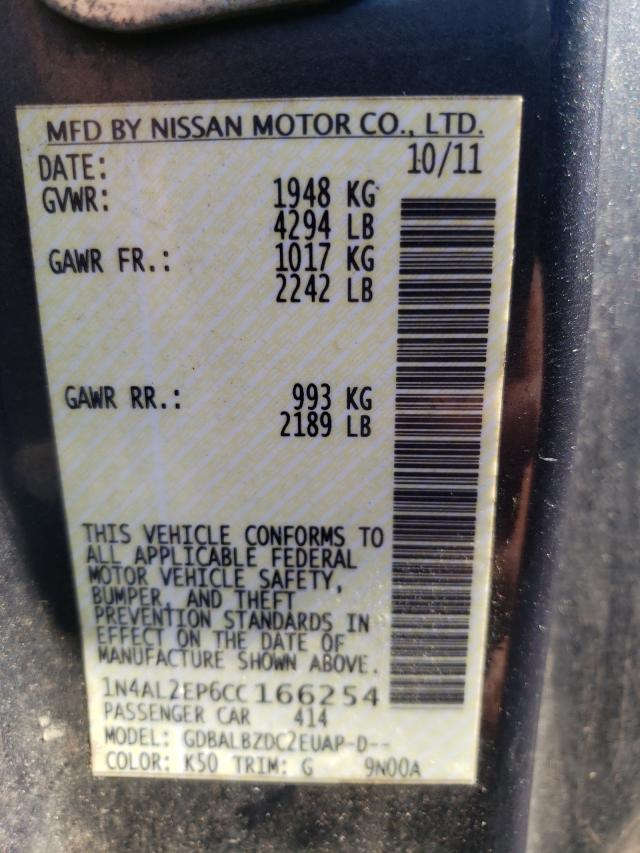 MFD BY NISSAN MOTOR CO., LTD.
DATE: 10/11
GVWR: 1948 KG
4294 LB
GAWR FR.: 1017 KG
2242 LB
GAWR RR.: 993 KG
2189 LB
THIS VEHICLE CONFORMS TO
ALL APPLICABLE FEDERAL
MOTOR VEHICLE SAFETY,
BUMPER, AND THEFT
PREVENTION STANDARDS IN
EFFECT ON THE DATE OF
MANUFACTURE SHOWN ABOVE.
1N4AL2EP6CC166254
PASSENGER CAR 414
MODEL: GDBALBZDC2EUAP-D--
COLOR: K50 TRIM: G 9N00A